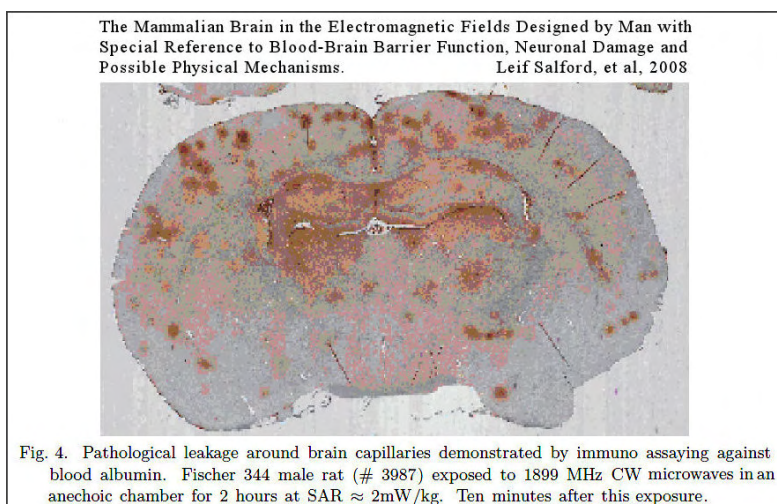 The Mammalian Brain in the Electromagnetic Fields Designed by Man with
Special Reference to Blood-Brain Barrier Function, Neuronal Damage and
Possible Physical Mechanisms. Leif Salford, et al, 2008
Fig. 4. Pathological leakage around brain capillaries demonstrated by immuno assaying against
blood albumin. Fischer 344 male rat (# 3987) exposed to 1899 MHz CW microwaves in an
anechoic chamber for 2 hours at SAR ≈ 2mW/kg. Ten minutes after this exposure.